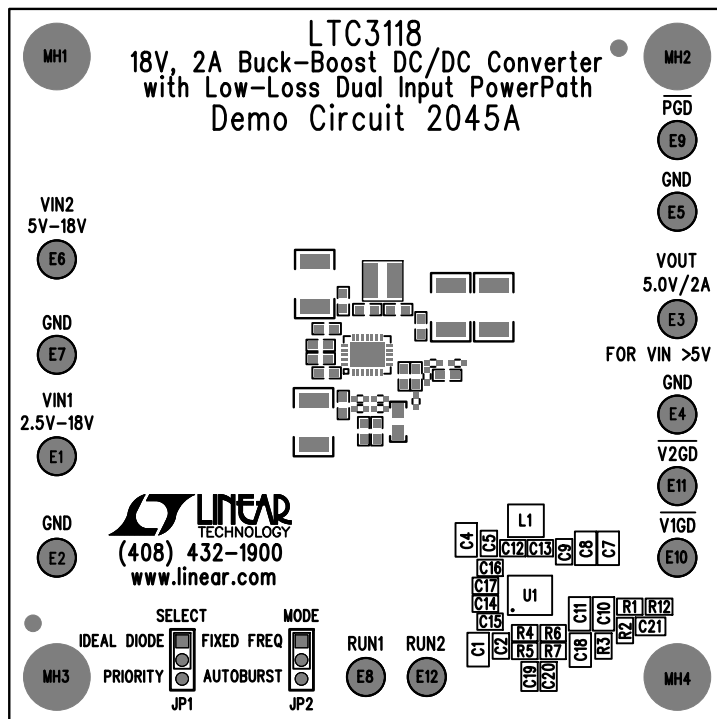 LTC3118
18V, 2A Buck-Boost DC/DC Converter
with Low-Loss Dual Input PowerPath
Demo Circuit 2045A
MH1
MH2
PGD
E9
GND
E5
VIN2
5V-18V
E6
VOUT
5.0V/2A
E3
FOR VIN >5V
GND
E7
GND
E4
VIN1
2.5V-18V
E1
V2GD
E11
V1GD
E10
GND
E2
LT LINEAR
TECHNOLOGY
(408) 432-1900
www.linear.com
L1
C4
C5
C12
C13
C9
C8
C7
C16
C17
C14
C15
U1
C11
C10
R1
R12
R2
C21
C1
C2
R4
R6
R5
R7
C18
R3
C19
C20
SELECT
MODE
IDEAL DIODE
FIXED FREQ
PRIORITY
AUTOBURST
JP1
JP2
RUN1
E8
RUN2
E12
MH3
MH4